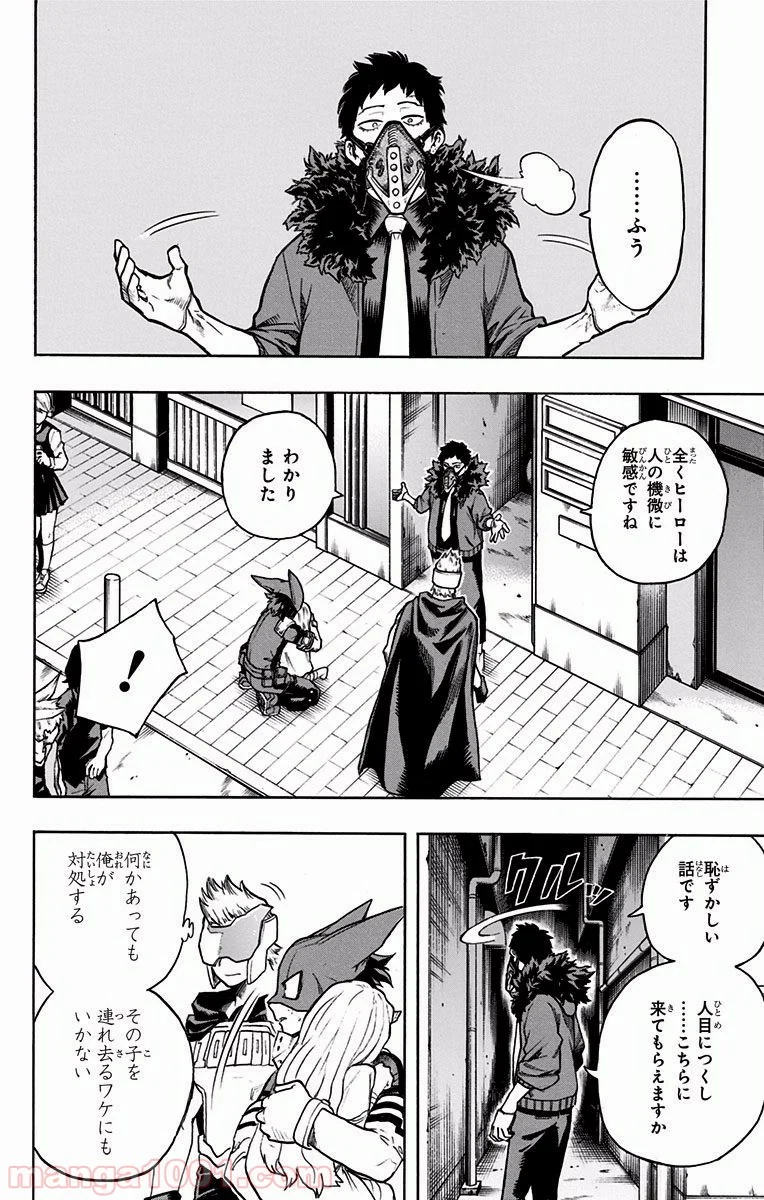 ………ふう
全くヒーローは
人の機微に
敏感ですね
わかり
ました
！
恥ずかしい
話です
人目につくし
……こちらに
来てもらえますか
クルッ
何かあっても
俺が
対処する
その子を
連れ去るワケにも
いかない
manga1001.com